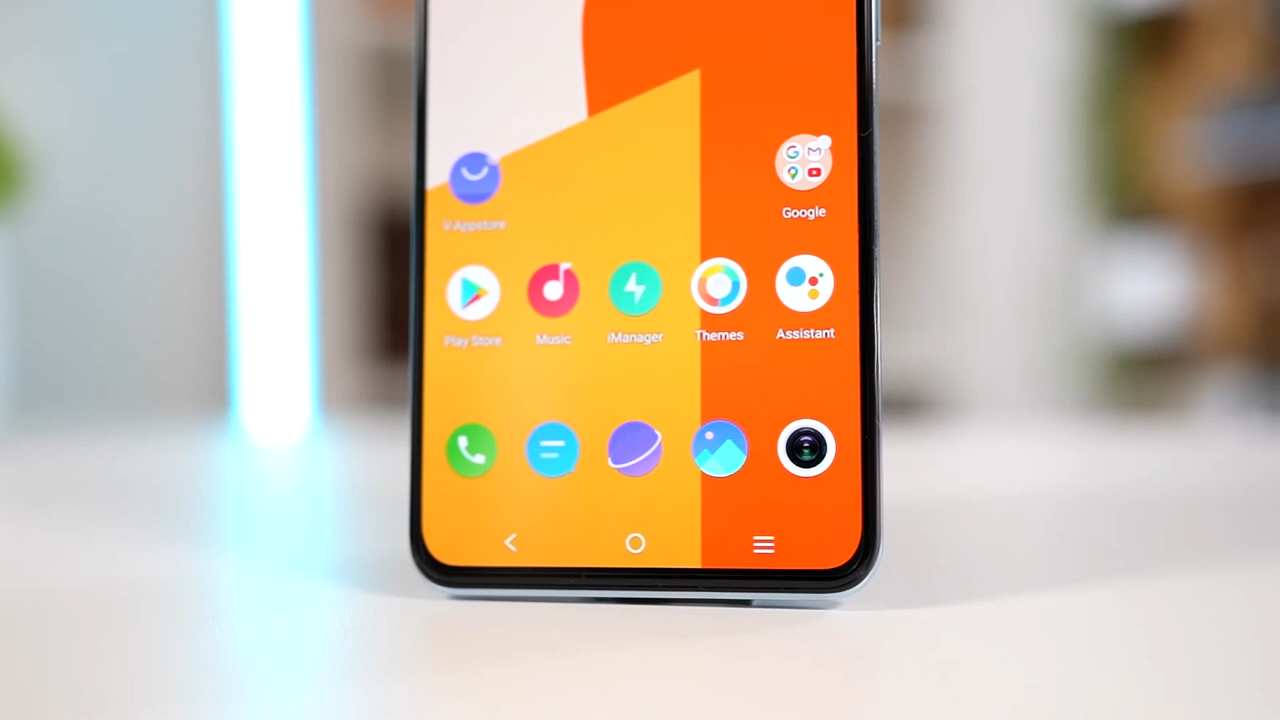 V-Appstore
Google
Play Store
Music
iManager
Themes
Assistant